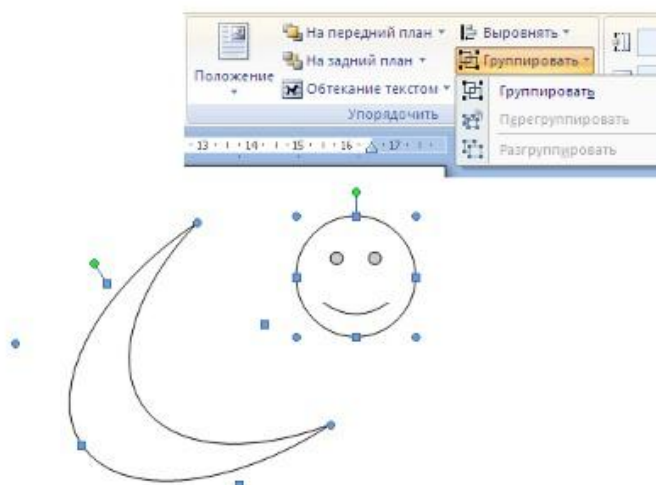 На передний план
Выровнять
На задний план
Группировать
Положение
Обтекание текстом
Группировать
Упорядочить
Перегруппировать
Разгруппировать
13 14 15 16 17